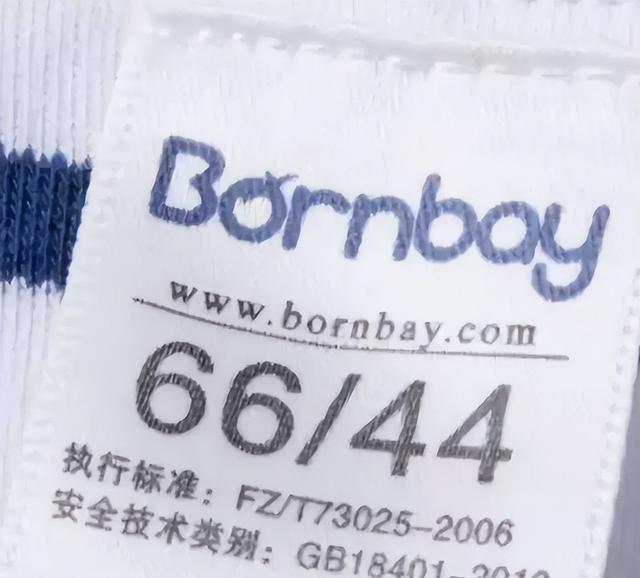 Bornbay
www.bornbay.com
66/44
执行标准：FZ/T73025-2006
安全技术类别：GB18401-2010